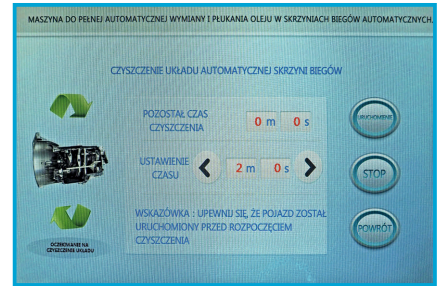 MASZYNA DO PEŁNEJ AUTOMATYCZNEJ WYMIANY I PŁUKANIA OLEJU W SKRZYNIACH BIEGÓW AUTOMATYCZNYCH.
CZYSZCZENIE UKŁADU AUTOMATYCZNEJ SKRZYNI BIEGÓW
POZOSTAŁ CZAS
CZYSZCZENIA
0 m 0 s
URUCHOMIENIE
USTAWIENIE
CZASU
2 m 0 s
STOP
WSKAZÓWKA : UPEWNIJ SIĘ, ŻE POJAZD ZOSTAŁ
URUCHOMIONY PRZED ROZPOCZĘCIEM
CZYSZCZENIA
POWRÓT
OCZEKIWANIE NA
CZYSZCZENIE UKŁADU